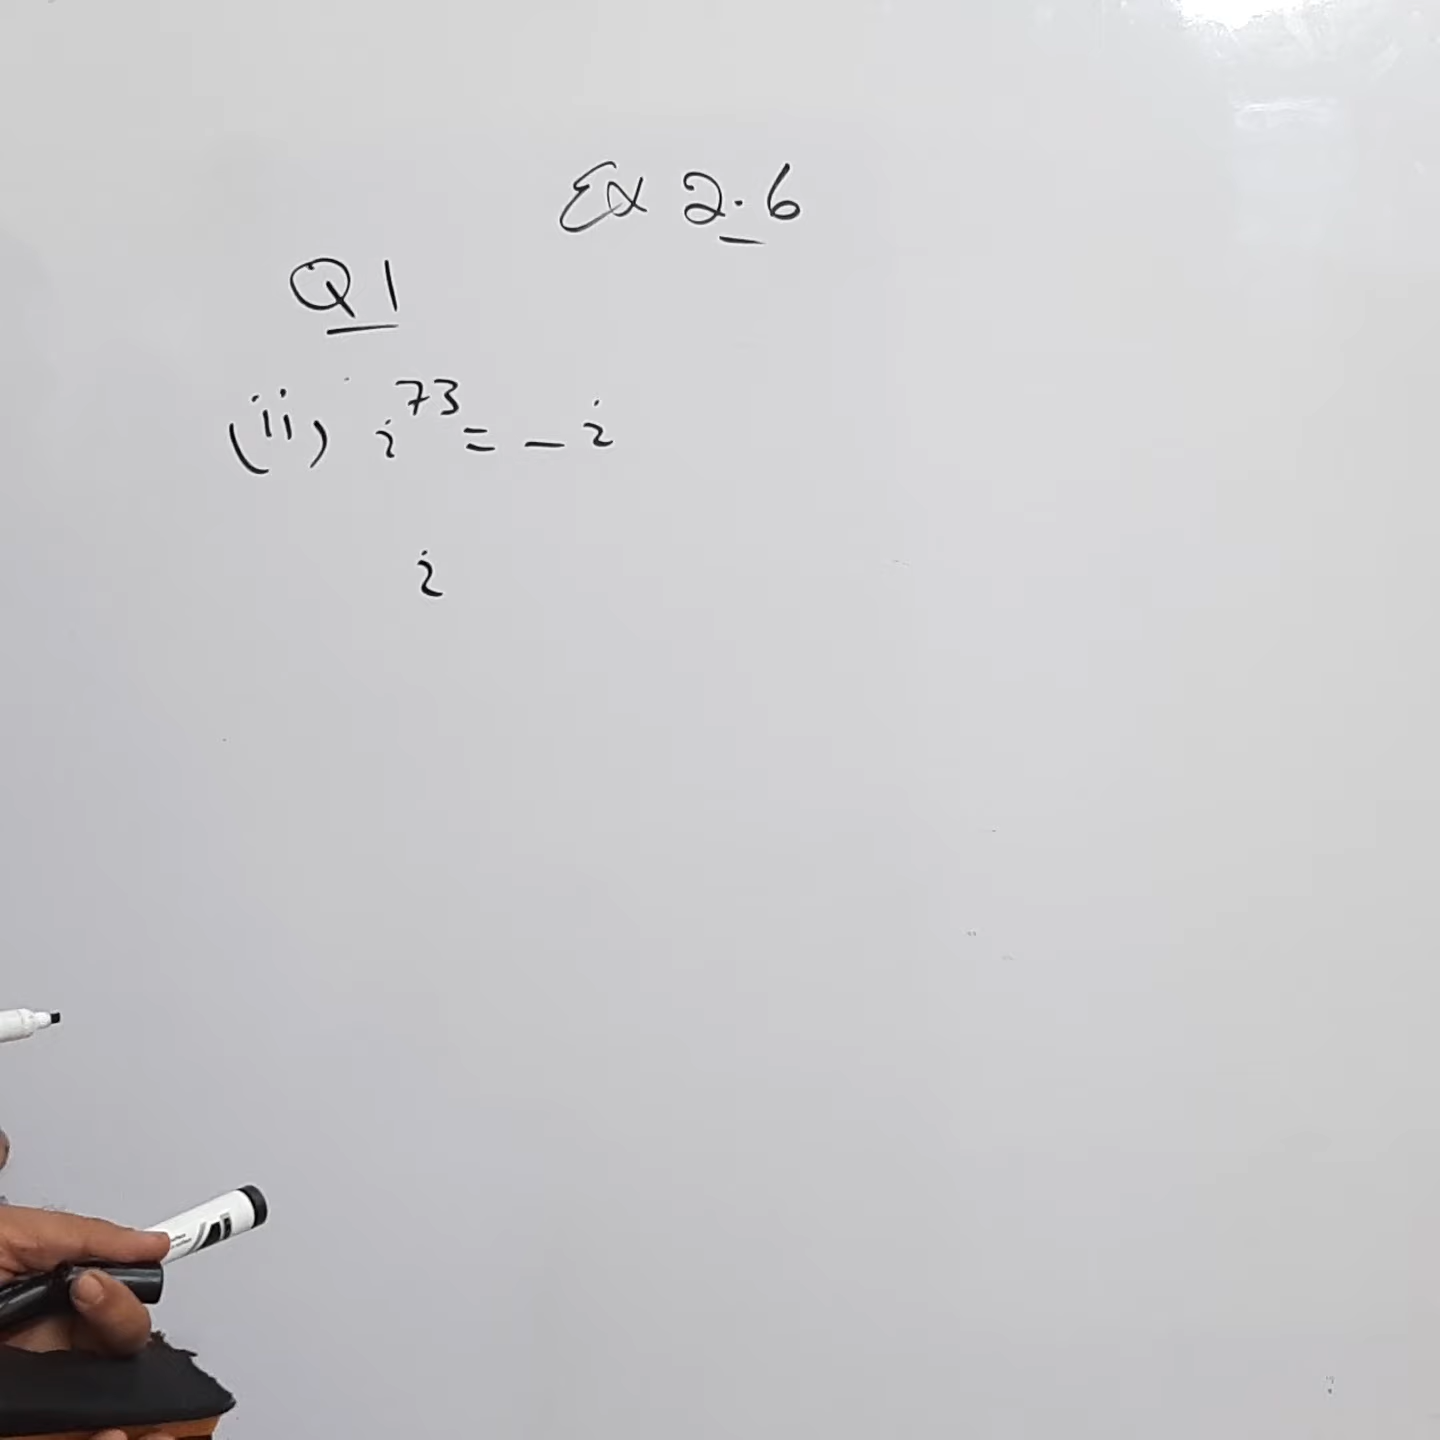 Ex 2.6
Q1
(ii) i⁷³ = - i
i